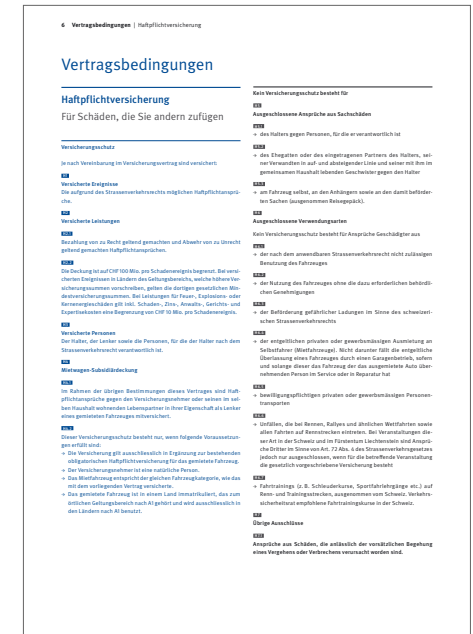 6 Vertragsbedingungen | Haftpflichtversicherung
Vertragsbedingungen
Haftpflichtversicherung
Für Schäden, die Sie andern zufügen
Versicherungsschutz
Je nach Vereinbarung im Versicherungsvertrag sind versichert:
Versicherte Ereignisse
Die aufgrund des Strassenverkehrsrechts möglichen Haftpflichtansprü-
che.
Versicherte Leistungen
Bezahlung von zu Recht geltend gemachten und Abwehr von zu Unrecht
geltend gemachten Haftpflichtansprüchen.
Die Deckung ist auf CHF 100 Mio. pro Schadenereignis begrenzt. Bei versi-
cherten Ereignissen in Ländern des Geltungsbereichs, welche höhere Ver-
sicherungssummen vorschreiben, gelten die dortigen gesetzlichen Min-
destversicherungssummen. Bei Leistungen für Feuer-, Explosions- oder
Kernenergieschäden gilt inkl. Schaden-, Zins-, Anwalts-, Gerichts- und
Expertisekosten eine Begrenzung von CHF 10 Mio. pro Schadenereignis.
Versicherte Personen
Der Halter, der Lenker sowie die Personen, für die der Halter nach dem
Strassenverkehrsrecht verantwortlich ist.
Mietwagen-Subsidiärdeckung
Im Rahmen der übrigen Bestimmungen dieses Vertrages sind Haft-
pflichtansprüche gegen den Versicherungsnehmer oder seinen im sel-
ben Haushalt wohnenden Lebenspartner in ihrer Eigenschaft als Lenker
eines gemieteten Fahrzeuges mitversichert.
Dieser Versicherungsschutz besteht nur, wenn folgende Voraussetzun-
gen erfüllt sind:
→ Die Versicherung gilt ausschliesslich in Ergänzung zur bestehenden
obligatorischen Haftpflichtversicherung für das gemietete Fahrzeug.
→ Der Versicherungsnehmer ist eine natürliche Person.
→ Das Mietfahrzeug entspricht der gleichen Fahrzeugkategorie, wie das
mit dem vorliegenden Vertrag versicherte.
→ Das gemietete Fahrzeug ist in einem Land immatrikuliert, das zum
örtlichen Geltungsbereich nach A1 gehört und wird ausschliesslich in
den Ländern nach A1 benutzt.
Kein Versicherungsschutz besteht für
Ausgeschlossene Ansprüche aus Sachschäden
→ des Halters gegen Personen, für die er verantwortlich ist
→ des Ehegatten oder des eingetragenen Partners des Halters, sei-
ner Verwandten in auf- und absteigender Linie und seiner mit ihm im
gemeinsamen Haushalt lebenden Geschwister gegen den Halter
→ am Fahrzeug selbst, an den Anhängern sowie an den damit beförder-
ten Sachen (ausgenommen Reisegepäck).
Ausgeschlossene Verwendungsarten
Kein Versicherungsschutz besteht für Ansprüche Geschädigter aus
→ der nach dem anwendbaren Strassenverkehrsrecht nicht zulässigen
Benutzung des Fahrzeuges
→ der Nutzung des Fahrzeuges ohne die dazu erforderlichen behördli-
chen Genehmigungen
→ der Beförderung gefährlicher Ladungen im Sinne des schweizeri-
schen Strassenverkehrsrechts
→ der entgeltlichen privaten oder gewerbsmässigen Ausmietung an
Selbstfahrer (Mietfahrzeuge). Nicht darunter fällt die entgeltliche
Überlassung eines Fahrzeuges durch einen Garagenbetrieb, sofern
und solange dieses das Fahrzeug der das ausgemietete Auto über-
nehmenden Person im Service oder in Reparatur hat
→ bewilligungspflichtigen privaten oder gewerbsmässigen Personen-
transporten
→ Unfällen, die bei Rennen, Rallyes und ähnlichen Wettfahrten sowie
allen Fahrten auf Rennstrecken eintreten. Bei Veranstaltungen die-
ser Art in der Schweiz und im Fürstentum Liechtenstein sind Ansprü-
che Dritter im Sinne von Art. 72 Abs. 6 des Strassenverkehrsgesetzes
jedoch nur ausgeschlossen, wenn für die betreffende Veranstaltung
die gesetzlich vorgeschriebene Versicherung besteht
→ Fahrtrainings (z. B. Schleuderkurse, Sportfahrlehrgänge etc.) auf
Renn- und Trainingsstrecken, ausgenommen vom Schweiz. Verkehrs-
sicherheitsrat empfohlene Fahrtrainingskurse in der Schweiz.
Übrige Ausschlüsse
Ansprüche aus Schäden, die anlässlich der vorsätzlichen Begehung
eines Vergehens oder Verbrechens verursacht worden sind.